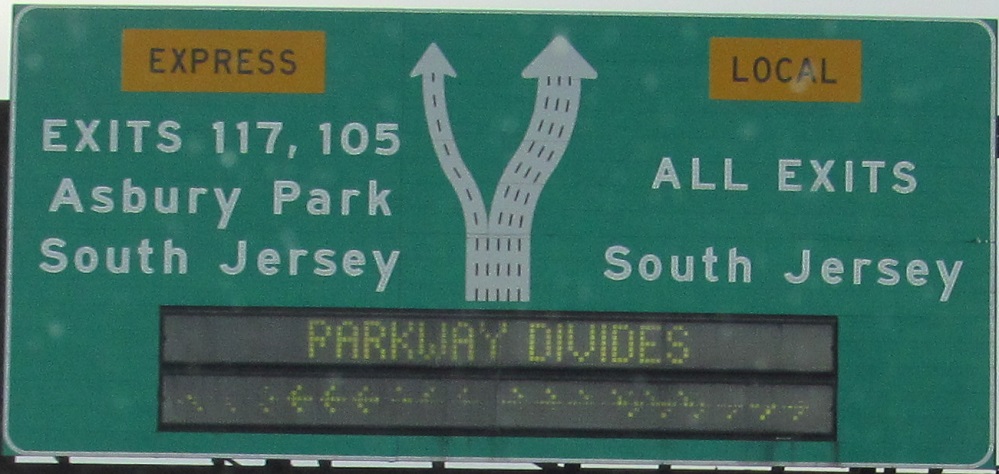 EXPRESS
EXITS 117, 105
Asbury Park
South Jersey
LOCAL
ALL EXITS
South Jersey
PARKWAY DIVIDES